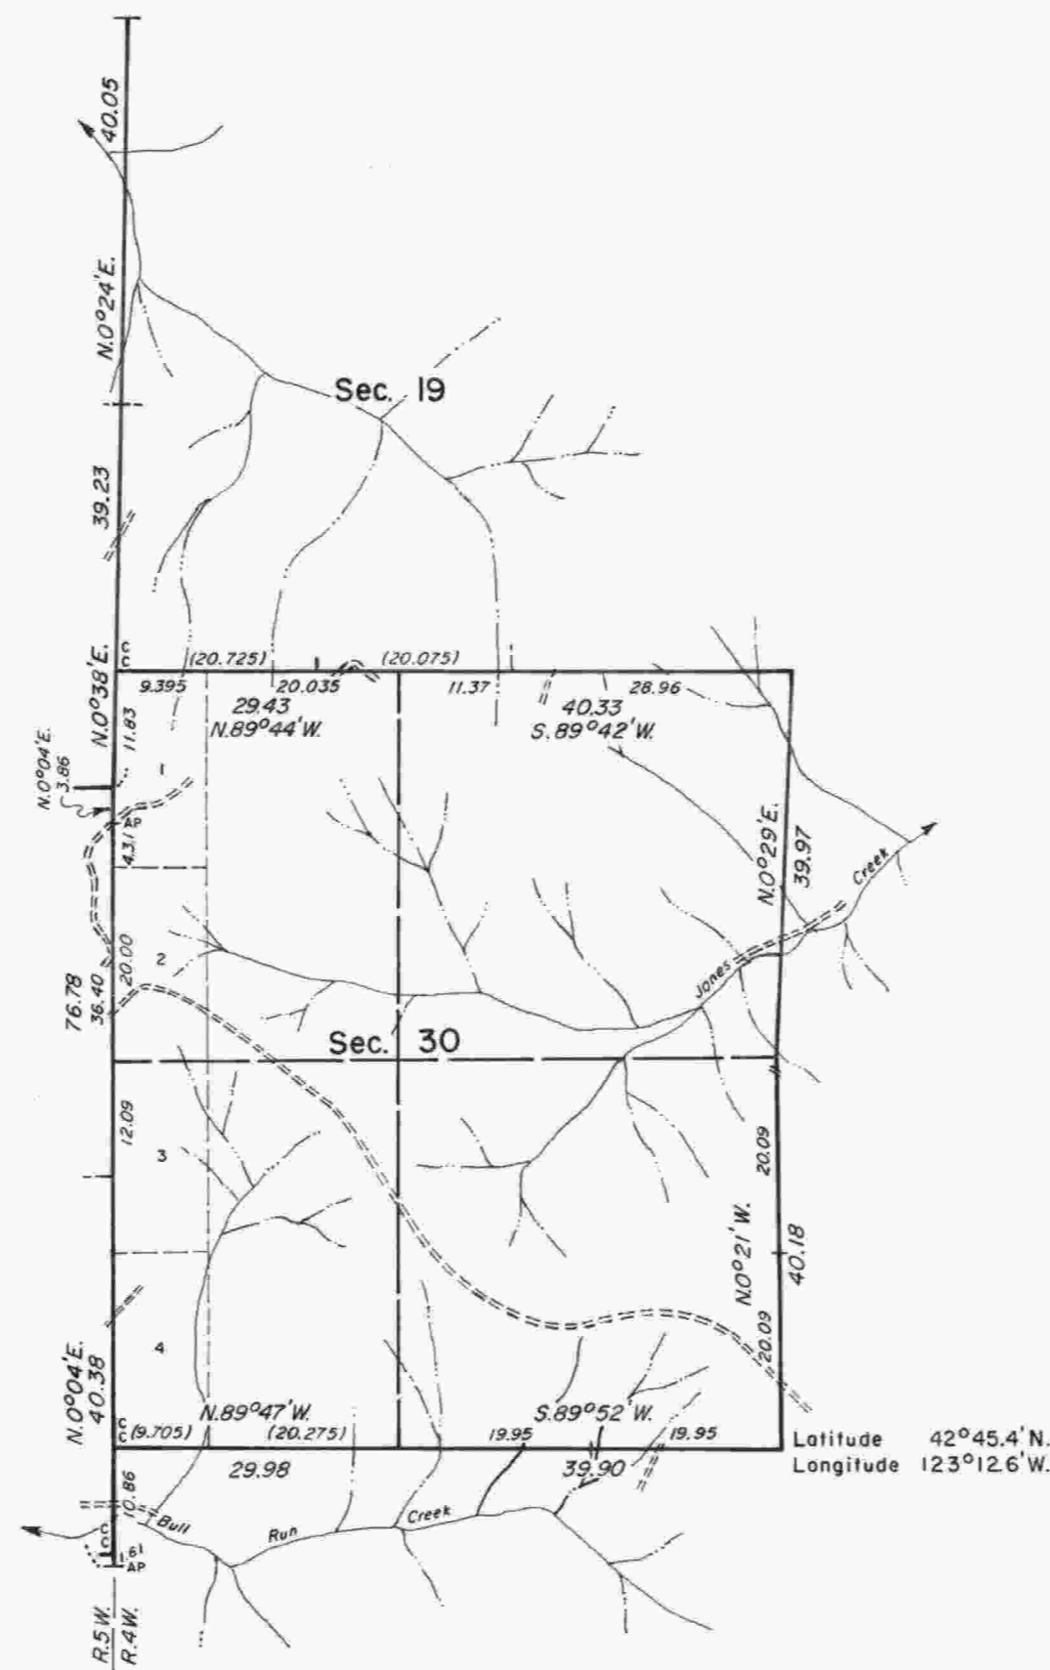 40.05
N.0°24'E.
Sec. 19
39.23
N.0°38'E.
C
C
(20.725)
(20.075)
9.395
20.035
11.37
28.96
29.43
N.89°44'W.
40.33
S.89°42'W.
11.83
N.0°04'E.
3.86
1
AP
4.31
N.0°29'E.
39.97
Creek
Jones
2
20.00
36.40
76.78
Sec. 30
12.09
3
20.09
N.0°21'W.
40.18
20.09
4
N.0°04'E.
40.38
C
C
N.89°47'W.
S.89°52'W.
(9.705)
(20.275)
19.95
19.95
29.98
39.90
Latitude 42°45.4'N.
Longitude 123°12.6'W.
10.86
Bull Run Creek
C
C
1.61
AP
R.5W.
R.4W.